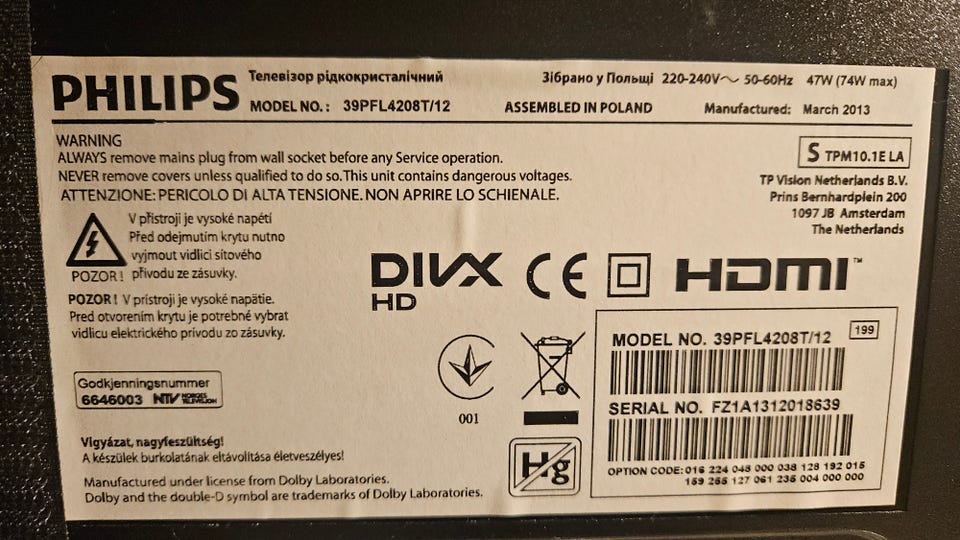 PHILIPS
Телевізор рідкокристалічний
Зібрано у Польщі 220-240V~ 50-60Hz 47W (74W max)
MODEL NO.: 39PFL4208T/12 ASSEMBLED IN POLAND Manufactured: March 2013
WARNING
ALWAYS remove mains plug from wall socket before any Service operation.
NEVER remove covers unless qualified to do so.This unit contains dangerous voltages.
ATTENZIONE: PERICOLO DI ALTA TENSIONE. NON APRIRE LO SCHIENALE.
S TPM10.1E LA
TP Vision Netherlands B.V.
Prins Bernhardplein 200
1097 JB Amsterdam
The Netherlands
V přístroji je vysoké napětí
Před odejmutím krytu nutno
vyjmout vidlici síťového
POZOR! přívodu ze zásuvky.
POZOR! V prístroji je vysoké napätie.
Pred otvorením krytu je potrebné vybrat
vidlicu elektrického prívodu zo zásuvky.
DIVX
HD
CE
HDMI™
Godkjenningsnummer
6646003 NTV NORGES TELEVISJON
001
MODEL NO. 39PFL4208T/12
199
SERIAL NO. FZ1A1312018639
OPTION CODE: 016 224 048 000 038 128 192 015
159 255 127 061 235 004 000 000
Hg
Vigyázat, nagyfeszültség!
A készülek burkolatának eltávolítása életveszélyes!
Manufactured under license from Dolby Laboratories.
Dolby and the double-D symbol are trademarks of Dolby Laboratories.